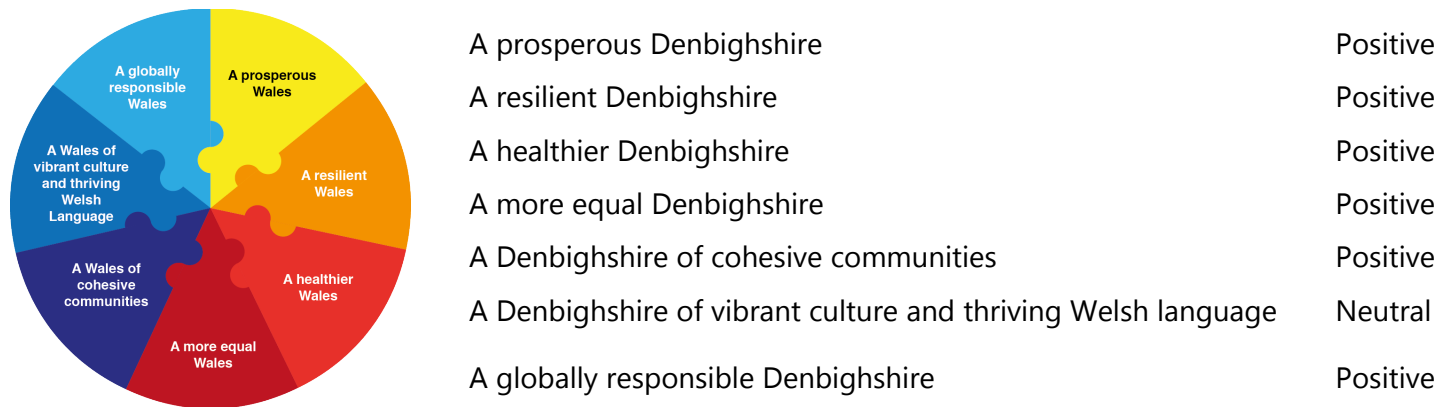 A globally
responsible
Wales
A prosperous
Wales
A resilient
Wales
A healthier
Wales
A more equal
Wales
A Wales of
cohesive
communities
A Wales of
vibrant culture
and thriving
Welsh
Language
A prosperous Denbighshire Positive
A resilient Denbighshire Positive
A healthier Denbighshire Positive
A more equal Denbighshire Positive
A Denbighshire of cohesive communities Positive
A Denbighshire of vibrant culture and thriving Welsh language Neutral
A globally responsible Denbighshire Positive